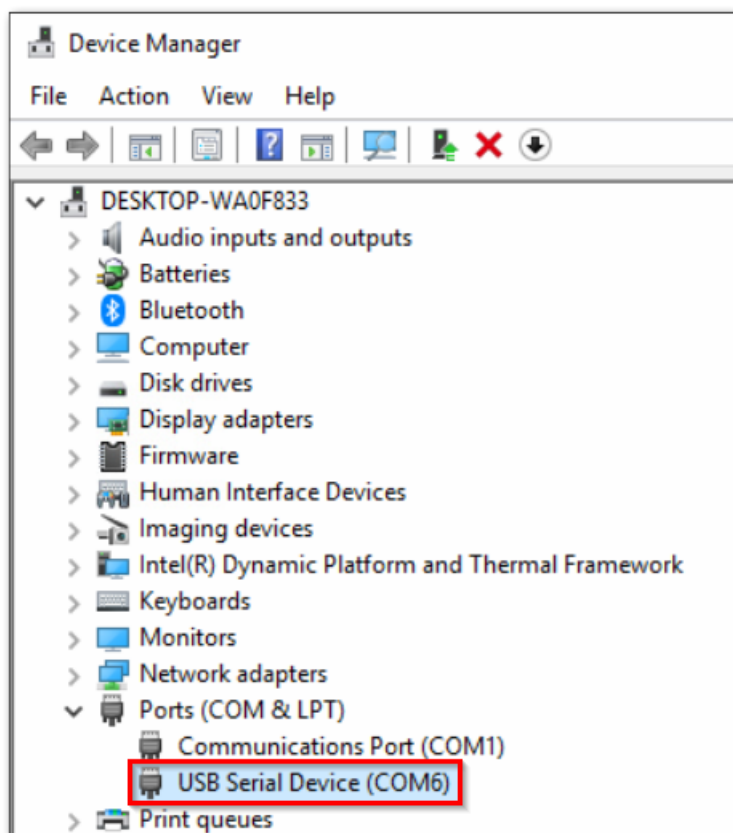 Device Manager
File Action View Help
DESKTOP-WA0F833
Audio inputs and outputs
Batteries
Bluetooth
Computer
Disk drives
Display adapters
Firmware
Human Interface Devices
Imaging devices
Intel(R) Dynamic Platform and Thermal Framework
Keyboards
Monitors
Network adapters
Ports (COM & LPT)
Communications Port (COM1)
USB Serial Device (COM6)
Print queues